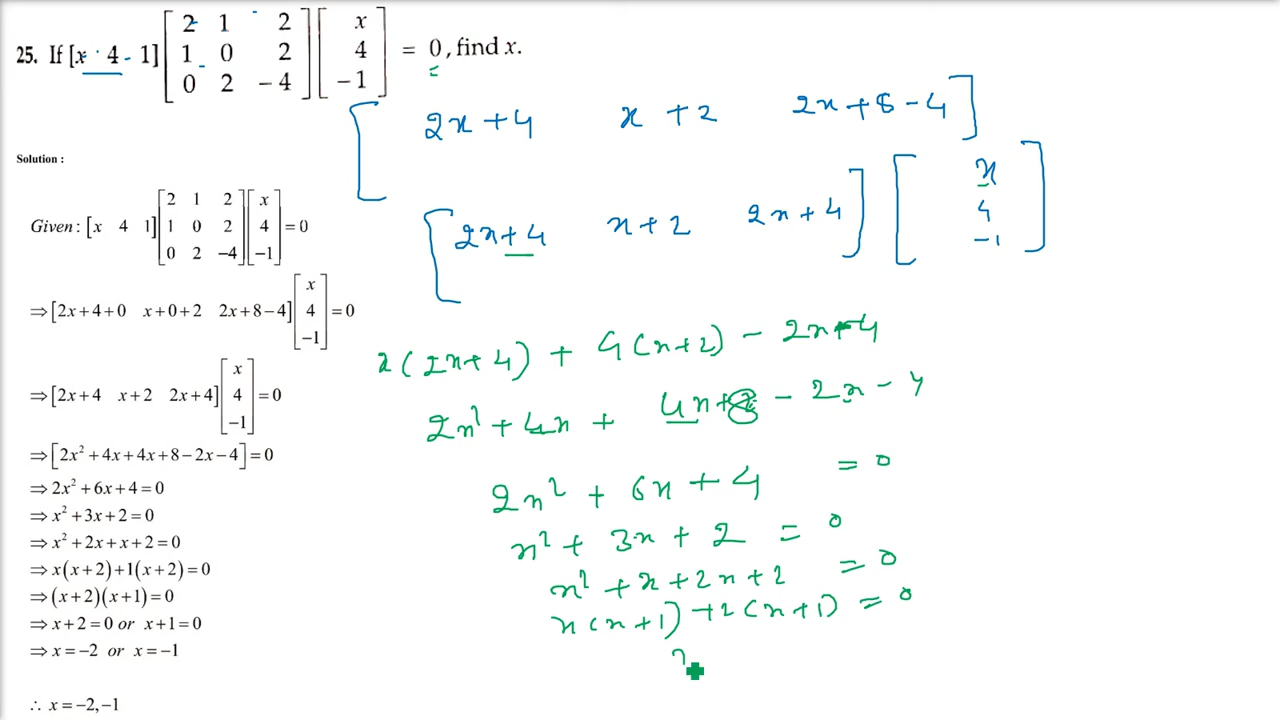 25. If [x 4 1] [2 1 2 1 0 2 0 2 −4] [x 4 −1] = 0, find x.
[2x + 4 x + 2 2x + 8 − 4]
Solution :
[2x + 4 x + 2 2x + 4] [x 4 −1]
Given : [x 4 1] [2 1 2 1 0 2 0 2 −4] [x 4 −1] = 0
⇒ [2x+4+0 x+0+2 2x+8−4] [x 4 −1] = 0
x(2x+4) + 4(x+2) − 2x − 4
⇒ [2x+4 x+2 2x+4] [x 4 −1] = 0
2x² + 4x + 4x + 8 − 2x − 4
⇒ [2x² + 4x + 4x + 8 − 2x − 4] = 0
= 0
⇒ 2x² + 6x + 4 = 0
2x² + 6x + 4
⇒ x² + 3x + 2 = 0
x² + 3x + 2 = 0
⇒ x² + 2x + x + 2 = 0
⇒ x(x+2) + 1(x+2) = 0
x² + x + 2x + 2 = 0
⇒ (x+2)(x+1) = 0
x(x+1) + 2(x+1) = 0
⇒ x + 2 = 0 or x + 1 = 0
⇒ x = −2 or x = −1
∴ x = −2, −1